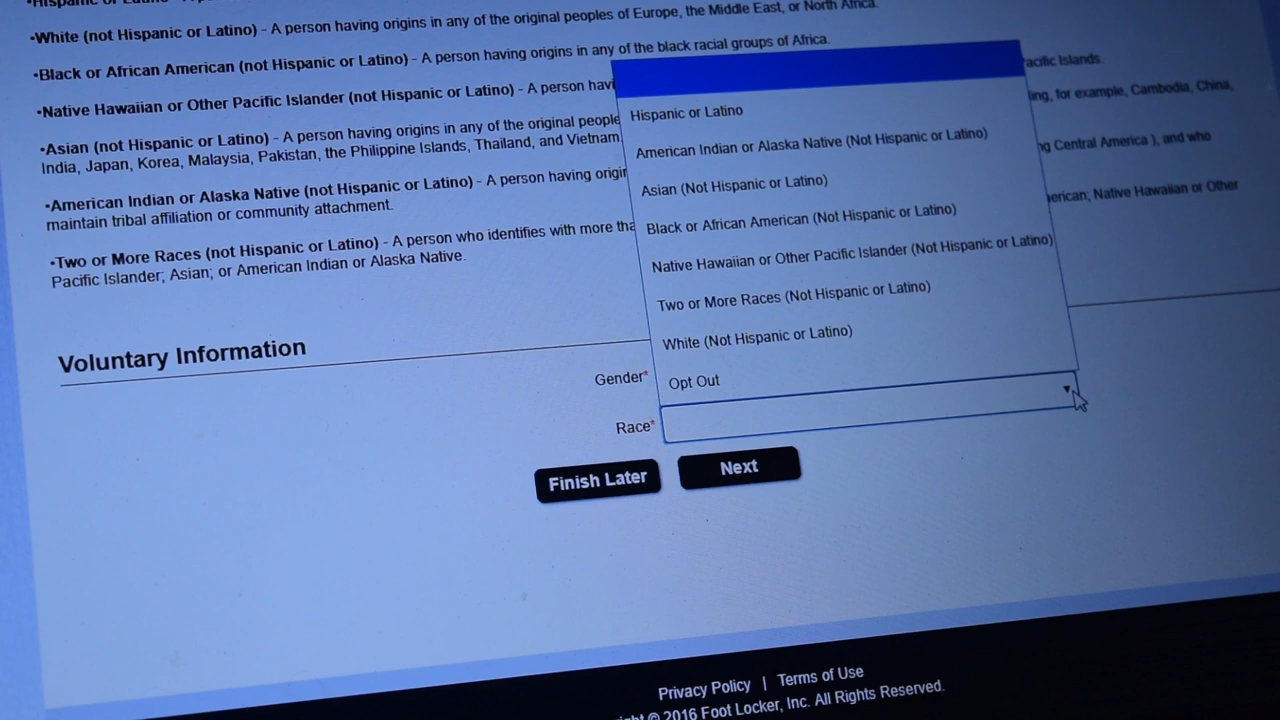 •White (not Hispanic or Latino) - A person having origins in any of the original peoples of Europe, the Middle East, or North Africa.
•Black or African American (not Hispanic or Latino) - A person having origins in any of the black racial groups of Africa.
•Native Hawaiian or Other Pacific Islander (not Hispanic or Latino) - A person havi
acific Islands.
•Asian (not Hispanic or Latino) - A person having origins in any of the original people
ing, for example, Cambodia, China,
India, Japan, Korea, Malaysia, Pakistan, the Philippine Islands, Thailand, and Vietnam.
•American Indian or Alaska Native (not Hispanic or Latino) - A person having origin
ng Central America ), and who
maintain tribal affiliation or community attachment.
•Two or More Races (not Hispanic or Latino) - A person who identifies with more tha
erican; Native Hawaiian or Other
Pacific Islander; Asian; or American Indian or Alaska Native.
Hispanic or Latino
American Indian or Alaska Native (Not Hispanic or Latino)
Asian (Not Hispanic or Latino)
Black or African American (Not Hispanic or Latino)
Native Hawaiian or Other Pacific Islander (Not Hispanic or Latino)
Two or More Races (Not Hispanic or Latino)
White (Not Hispanic or Latino)
Opt Out
Voluntary Information
Gender*
Race*
Finish Later
Next
Privacy Policy | Terms of Use
© 2016 Foot Locker, Inc. All Rights Reserved.